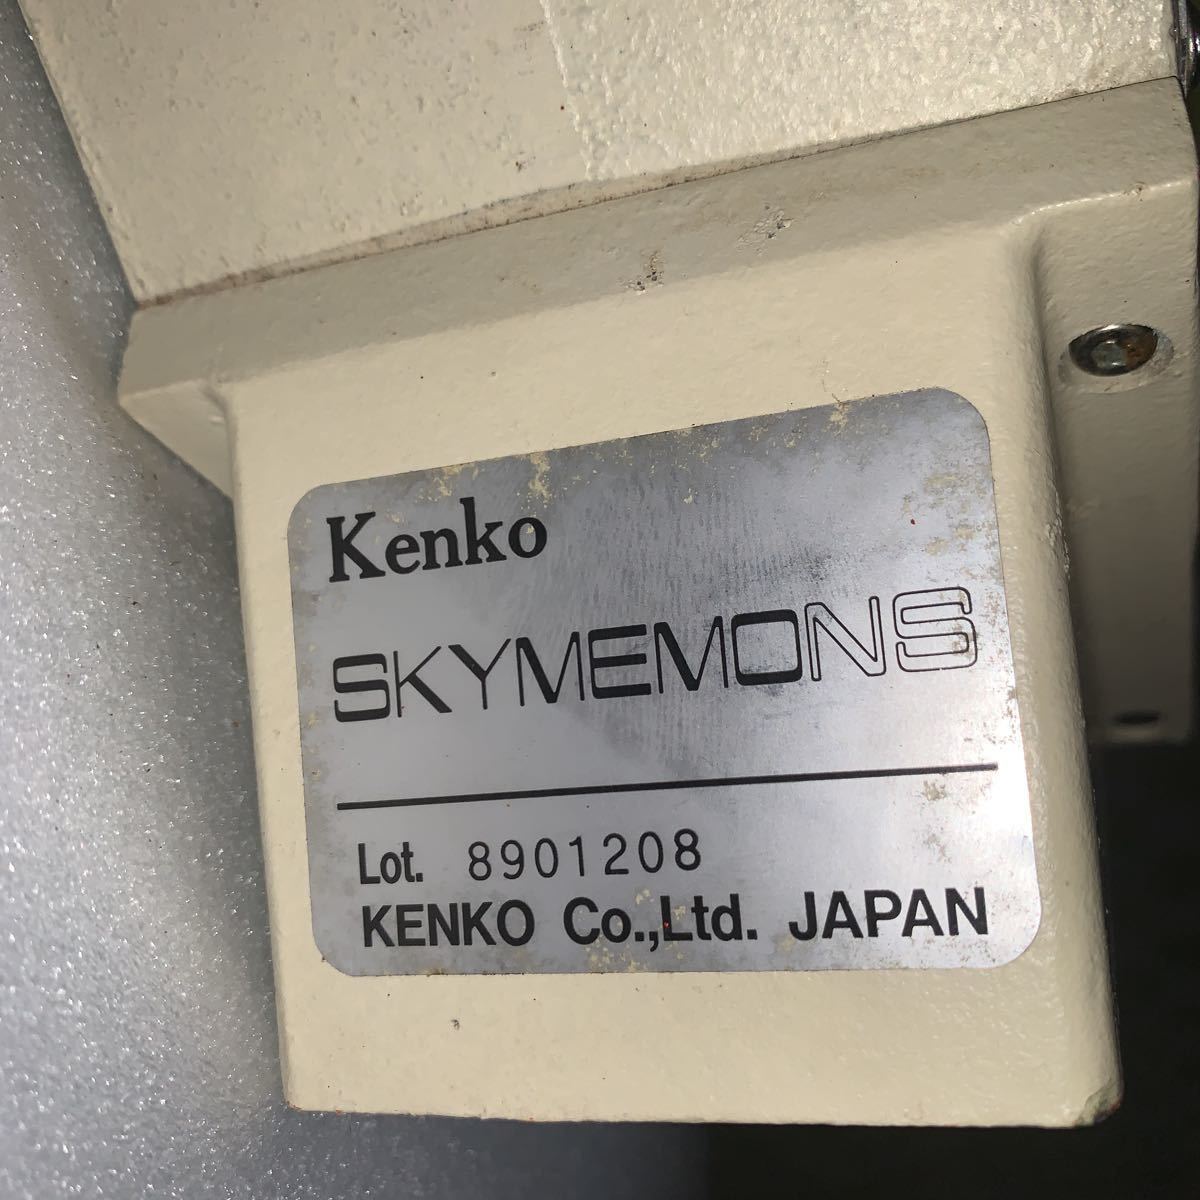 Kenko
SKYMEMONS
Lot. 8901208
KENKO Co.,Ltd. JAPAN